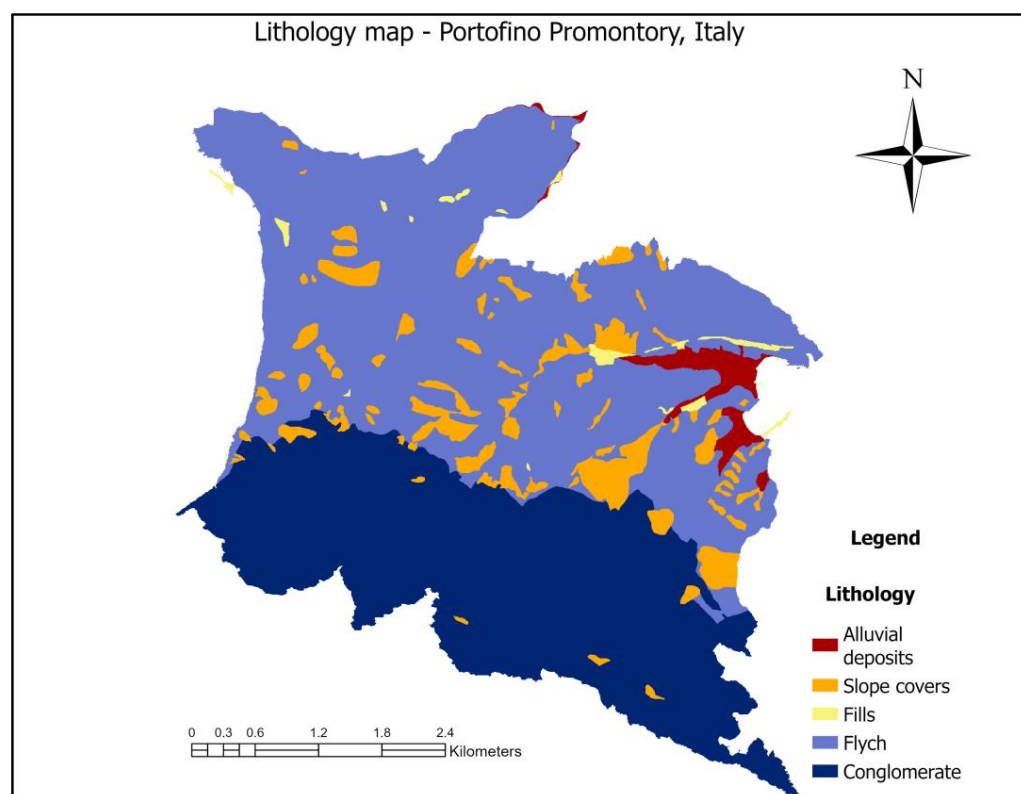 Lithology map - Portofino Promontory, Italy
N
Legend
Lithology
Alluvial
deposits
Slope covers
Fills
Flych
Conglomerate
0 0.3 0.6 1.2 1.8 2.4
Kilometers